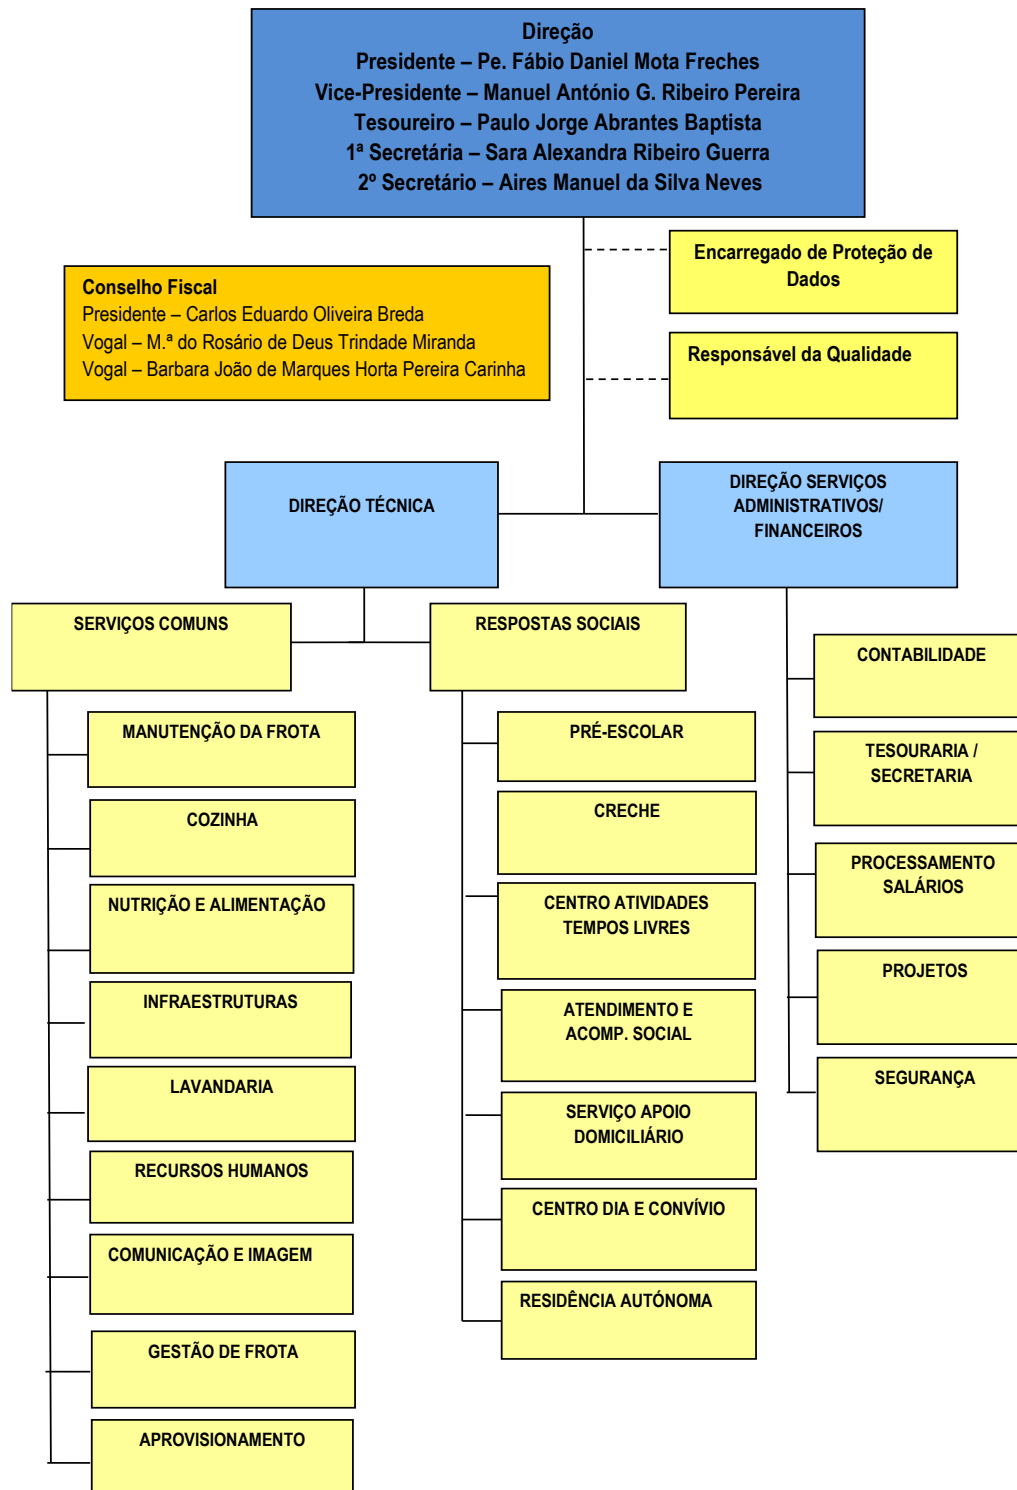 Direção
Presidente – Pe. Fábio Daniel Mota Freches
Vice-Presidente – Manuel António G. Ribeiro Pereira
Tesoureiro – Paulo Jorge Abrantes Baptista
1ª Secretária – Sara Alexandra Ribeiro Guerra
2º Secretário – Aires Manuel da Silva Neves
Encarregado de Proteção de
Dados
Conselho Fiscal
Presidente – Carlos Eduardo Oliveira Breda
Vogal – M.ª do Rosário de Deus Trindade Miranda
Vogal – Barbara João de Marques Horta Pereira Carinha
Responsável da Qualidade
DIREÇÃO TÉCNICA
DIREÇÃO SERVIÇOS
ADMINISTRATIVOS/
FINANCEIROS
SERVIÇOS COMUNS
MANUTENÇÃO DA FROTA
COZINHA
NUTRIÇÃO E ALIMENTAÇÃO
INFRAESTRUTURAS
LAVANDARIA
RECURSOS HUMANOS
COMUNICAÇÃO E IMAGEM
GESTÃO DE FROTA
APROVISIONAMENTO
RESPOSTAS SOCIAIS
PRÉ-ESCOLAR
CRECHE
CENTRO ATIVIDADES
TEMPOS LIVRES
ATENDIMENTO E
ACOMP. SOCIAL
SERVIÇO APOIO
DOMICILIÁRIO
CENTRO DIA E CONVÍVIO
RESIDÊNCIA AUTÓNOMA
CONTABILIDADE
TESOURARIA /
SECRETARIA
PROCESSAMENTO
SALÁRIOS
PROJETOS
SEGURANÇA